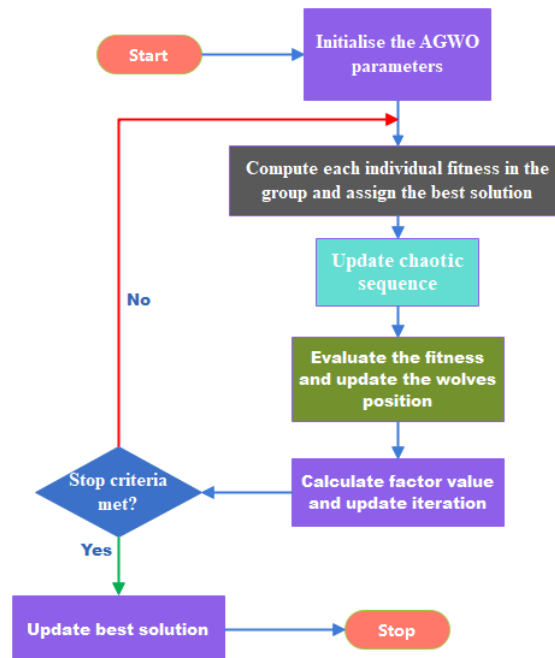 Start
Initialise the AGWO
parameters
Compute each individual fitness in the
group and assign the best solution
Update chaotic
sequence
No
Evaluate the fitness
and update the wolves
position
Stop criteria
met?
Calculate factor value
and update iteration
Yes
Update best solution
Stop